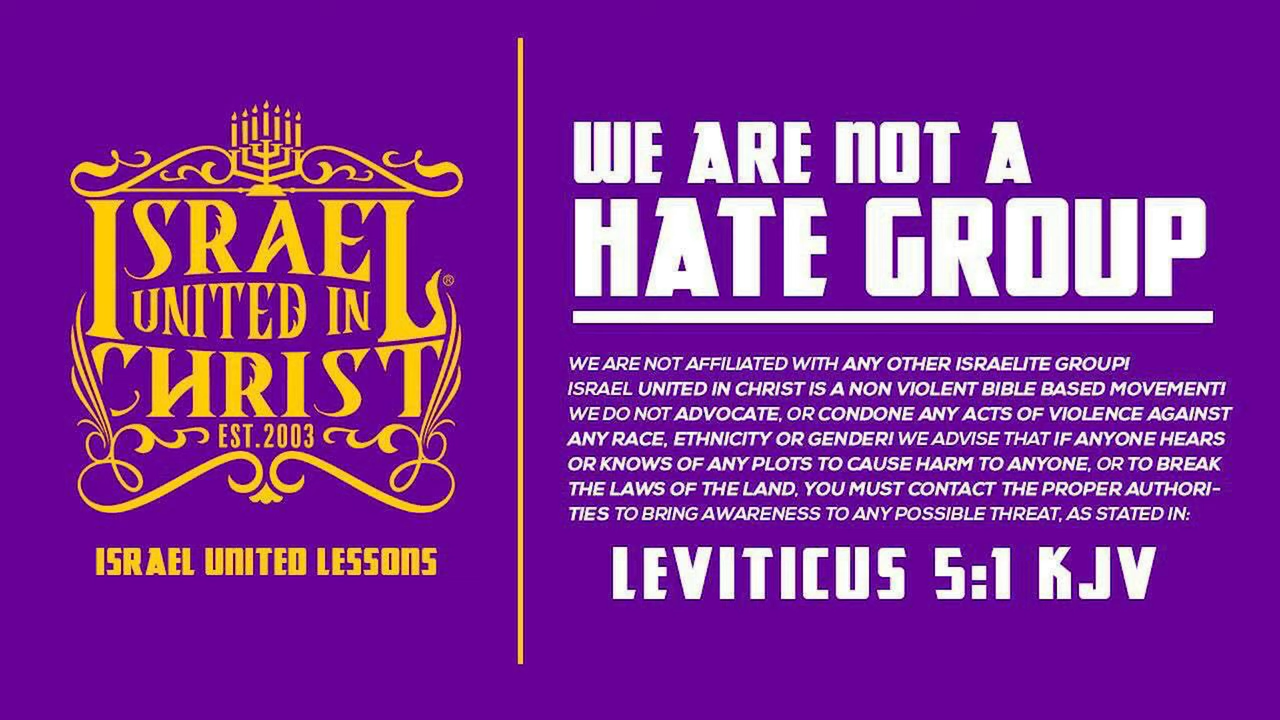 ISRAEL
UNITED IN
CHRIST
®
EST.2003
ISRAEL UNITED LESSONS
WE ARE NOT A
HATE GROUP
WE ARE NOT AFFILIATED WITH ANY OTHER ISRAELITE GROUP!
ISRAEL UNITED IN CHRIST IS A NON VIOLENT BIBLE BASED MOVEMENT!
WE DO NOT ADVOCATE, OR CONDONE ANY ACTS OF VIOLENCE AGAINST
ANY RACE, ETHNICITY OR GENDER! WE ADVISE THAT IF ANYONE HEARS
OR KNOWS OF ANY PLOTS TO CAUSE HARM TO ANYONE, OR TO BREAK
THE LAWS OF THE LAND, YOU MUST CONTACT THE PROPER AUTHORI-
TIES TO BRING AWARENESS TO ANY POSSIBLE THREAT, AS STATED IN:
LEVITICUS 5:1 KJV